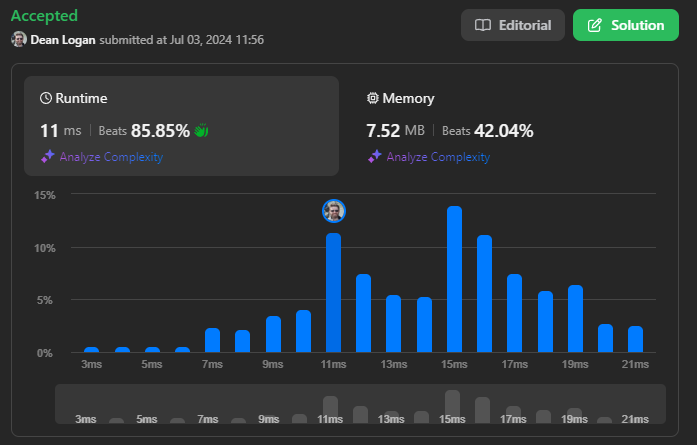 Accepted
Editorial
Solution
Dean Logan submitted at Jul 03, 2024 11:56
Runtime
11 ms | Beats 85.85%
Analyze Complexity
Memory
7.52 MB | Beats 42.04%
Analyze Complexity
15%
10%
5%
0%
3ms 5ms 7ms 9ms 11ms 13ms 15ms 17ms 19ms 21ms
3ms 5ms 7ms 9ms 11ms 13ms 15ms 17ms 19ms 21ms